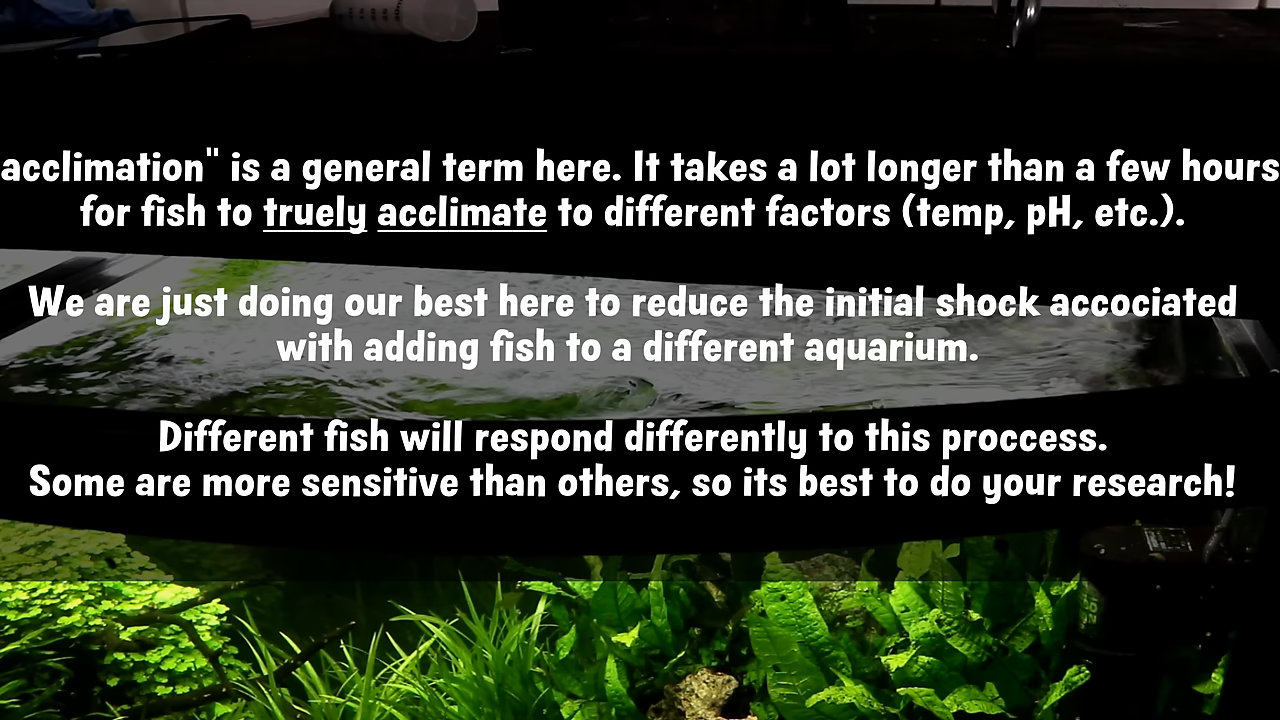 acclimation" is a general term here. It takes a lot longer than a few hours
for fish to truely acclimate to different factors (temp, pH, etc.).
We are just doing our best here to reduce the initial shock accociated
with adding fish to a different aquarium.
Different fish will respond differently to this proccess.
Some are more sensitive than others, so its best to do your research!